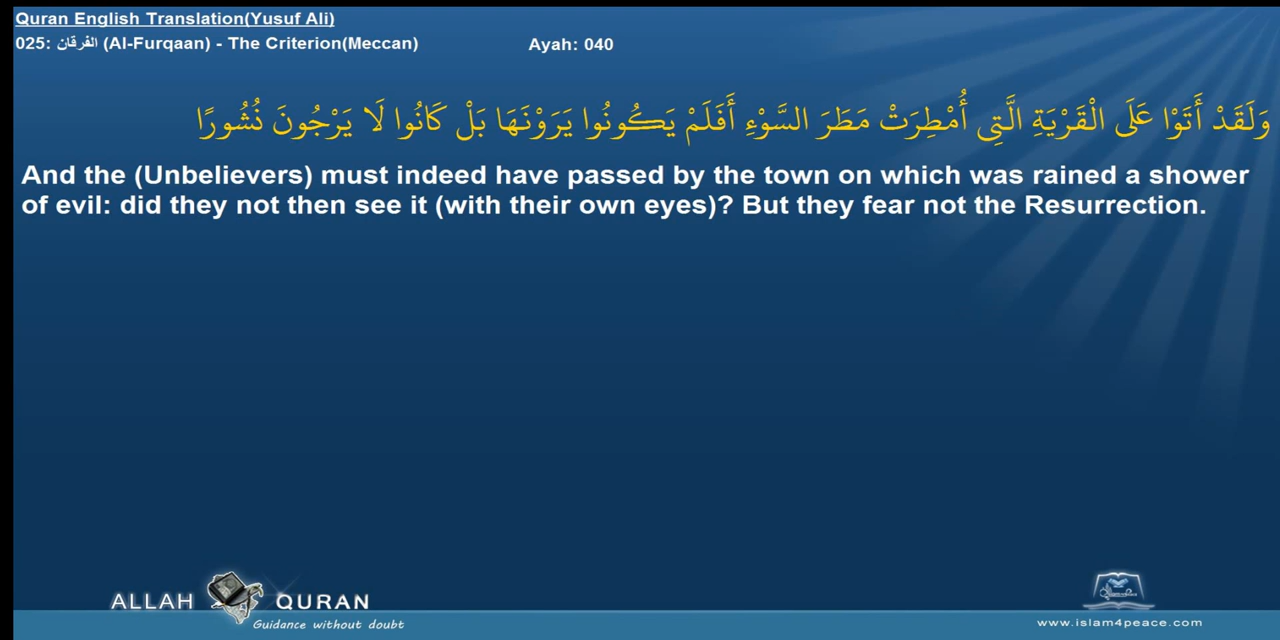 Quran English Translation(Yusuf Ali)
025: الفرقان (Al-Furqaan) - The Criterion(Meccan) Ayah: 040
وَلَقَدْ أَتَوْا عَلَى الْقَرْيَةِ الَّتِي أُمْطِرَتْ مَطَرَ السَّوْءِ أَفَلَمْ يَكُونُوا يَرَوْنَهَا بَلْ كَانُوا لَا يَرْجُونَ نُشُورًا
And the (Unbelievers) must indeed have passed by the town on which was rained a shower
of evil: did they not then see it (with their own eyes)? But they fear not the Resurrection.
ALLAH QURAN
Guidance without doubt
www.islam4peace.com